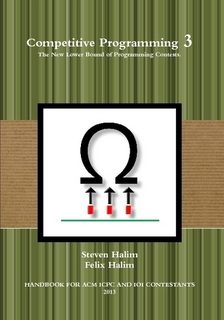 Competitive Programming 3
The New Lower Bound of Programming Contests.
Steven Halim
Felix Halim
HANDBOOK FOR ACM ICPC AND IOI CONTESTANTS
2013